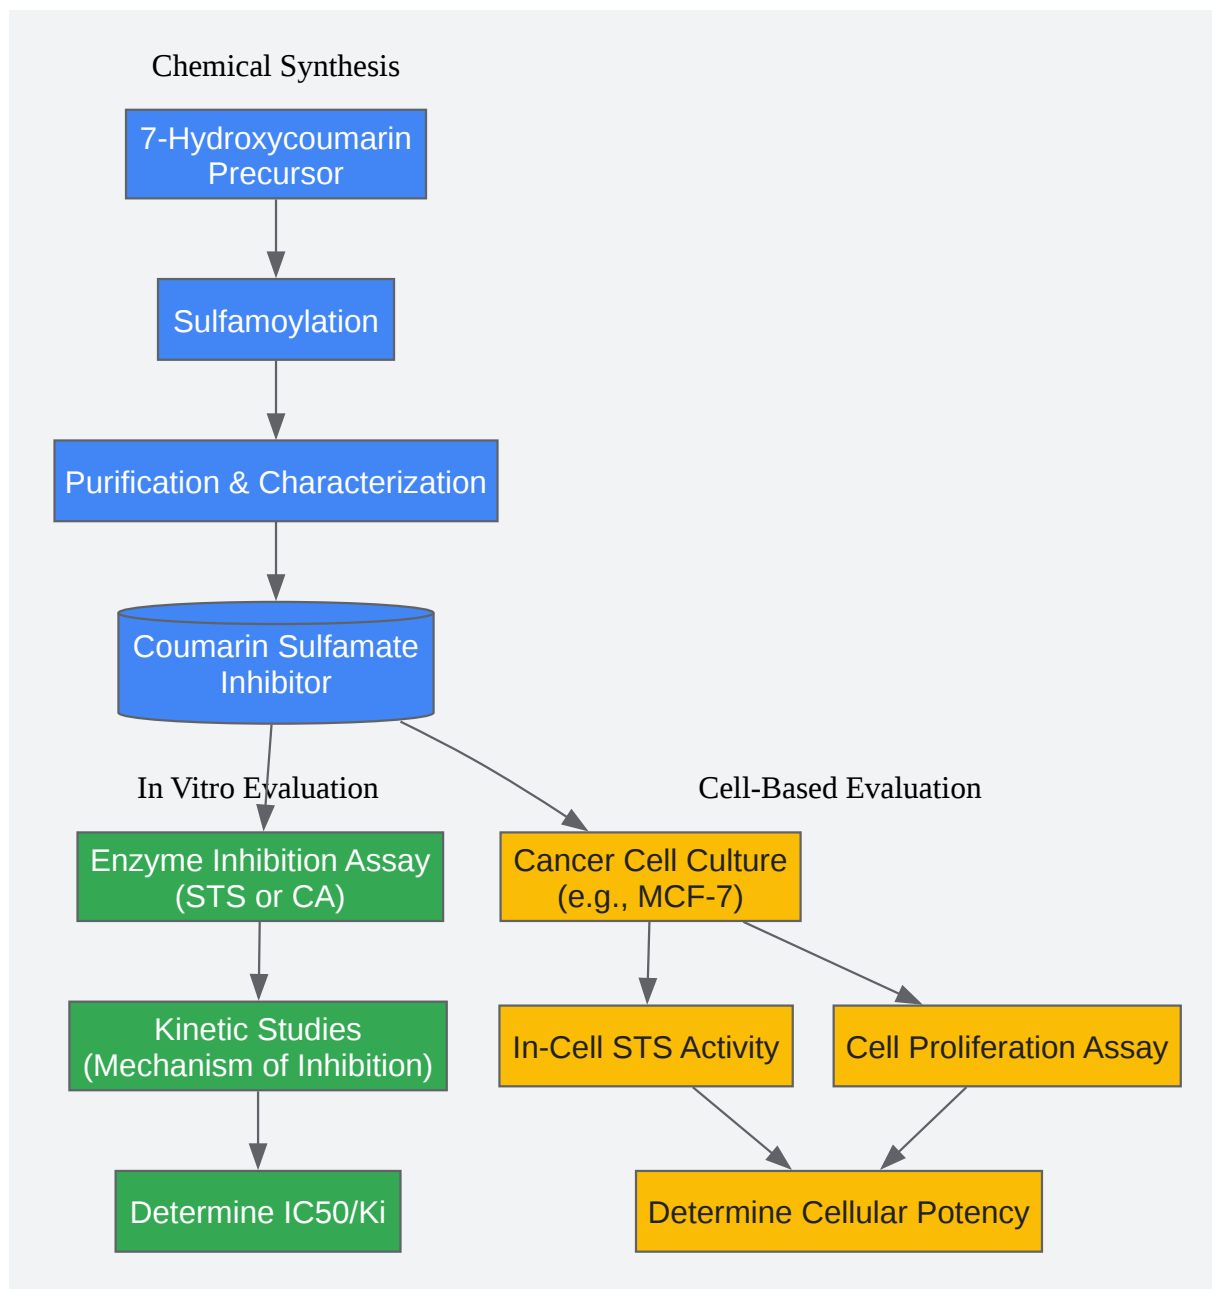 Chemical Synthesis
7-Hydroxycoumarin
Precursor
Sulfamoylation
Purification & Characterization
Coumarin Sulfamate
Inhibitor
In Vitro Evaluation
Enzyme Inhibition Assay
(STS or CA)
Kinetic Studies
(Mechanism of Inhibition)
Determine IC50/Ki
Cell-Based Evaluation
Cancer Cell Culture
(e.g., MCF-7)
In-Cell STS Activity
Cell Proliferation Assay
Determine Cellular Potency